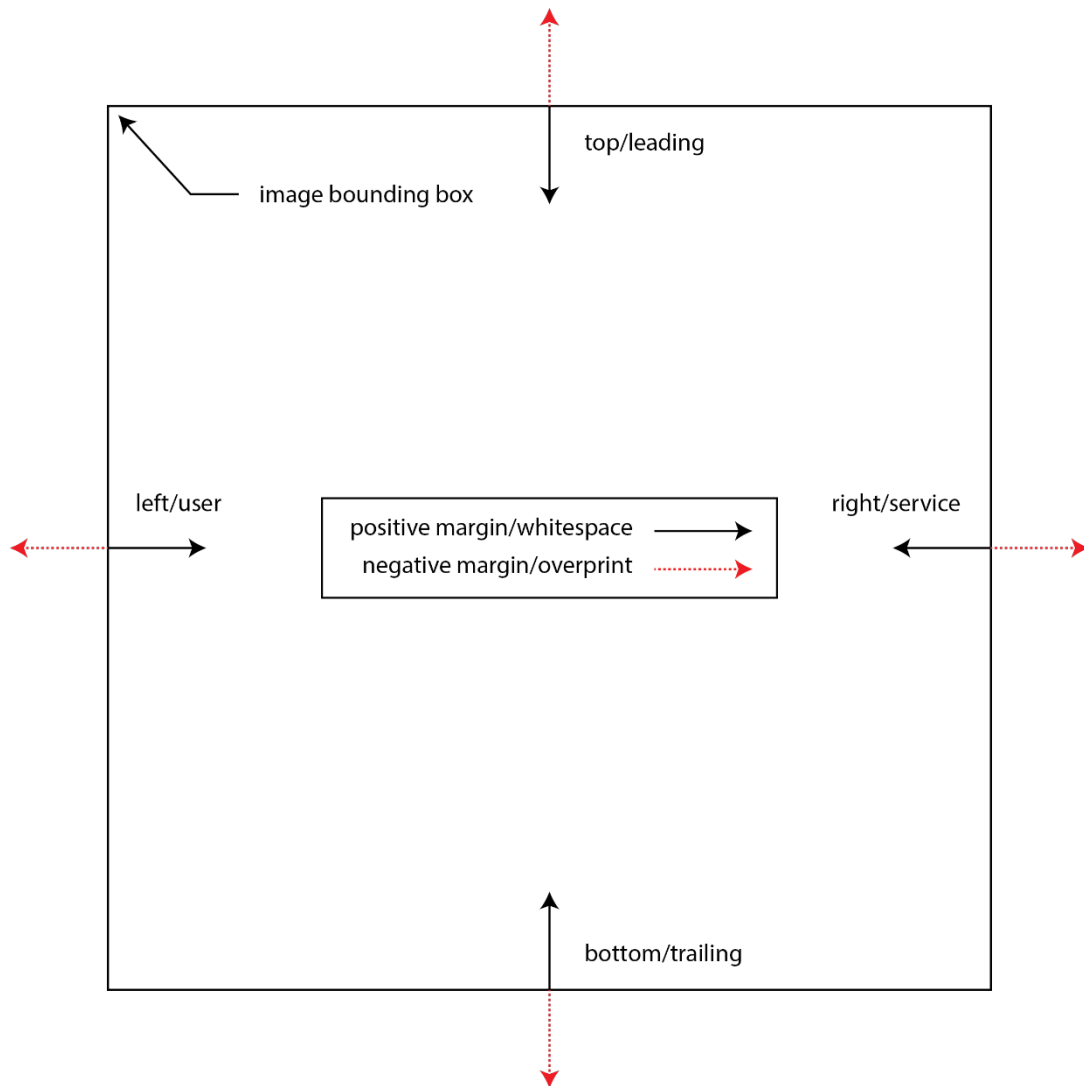 top/leading
image bounding box
left/user
right/service
positive margin/whitespace
negative margin/overprint
bottom/trailing